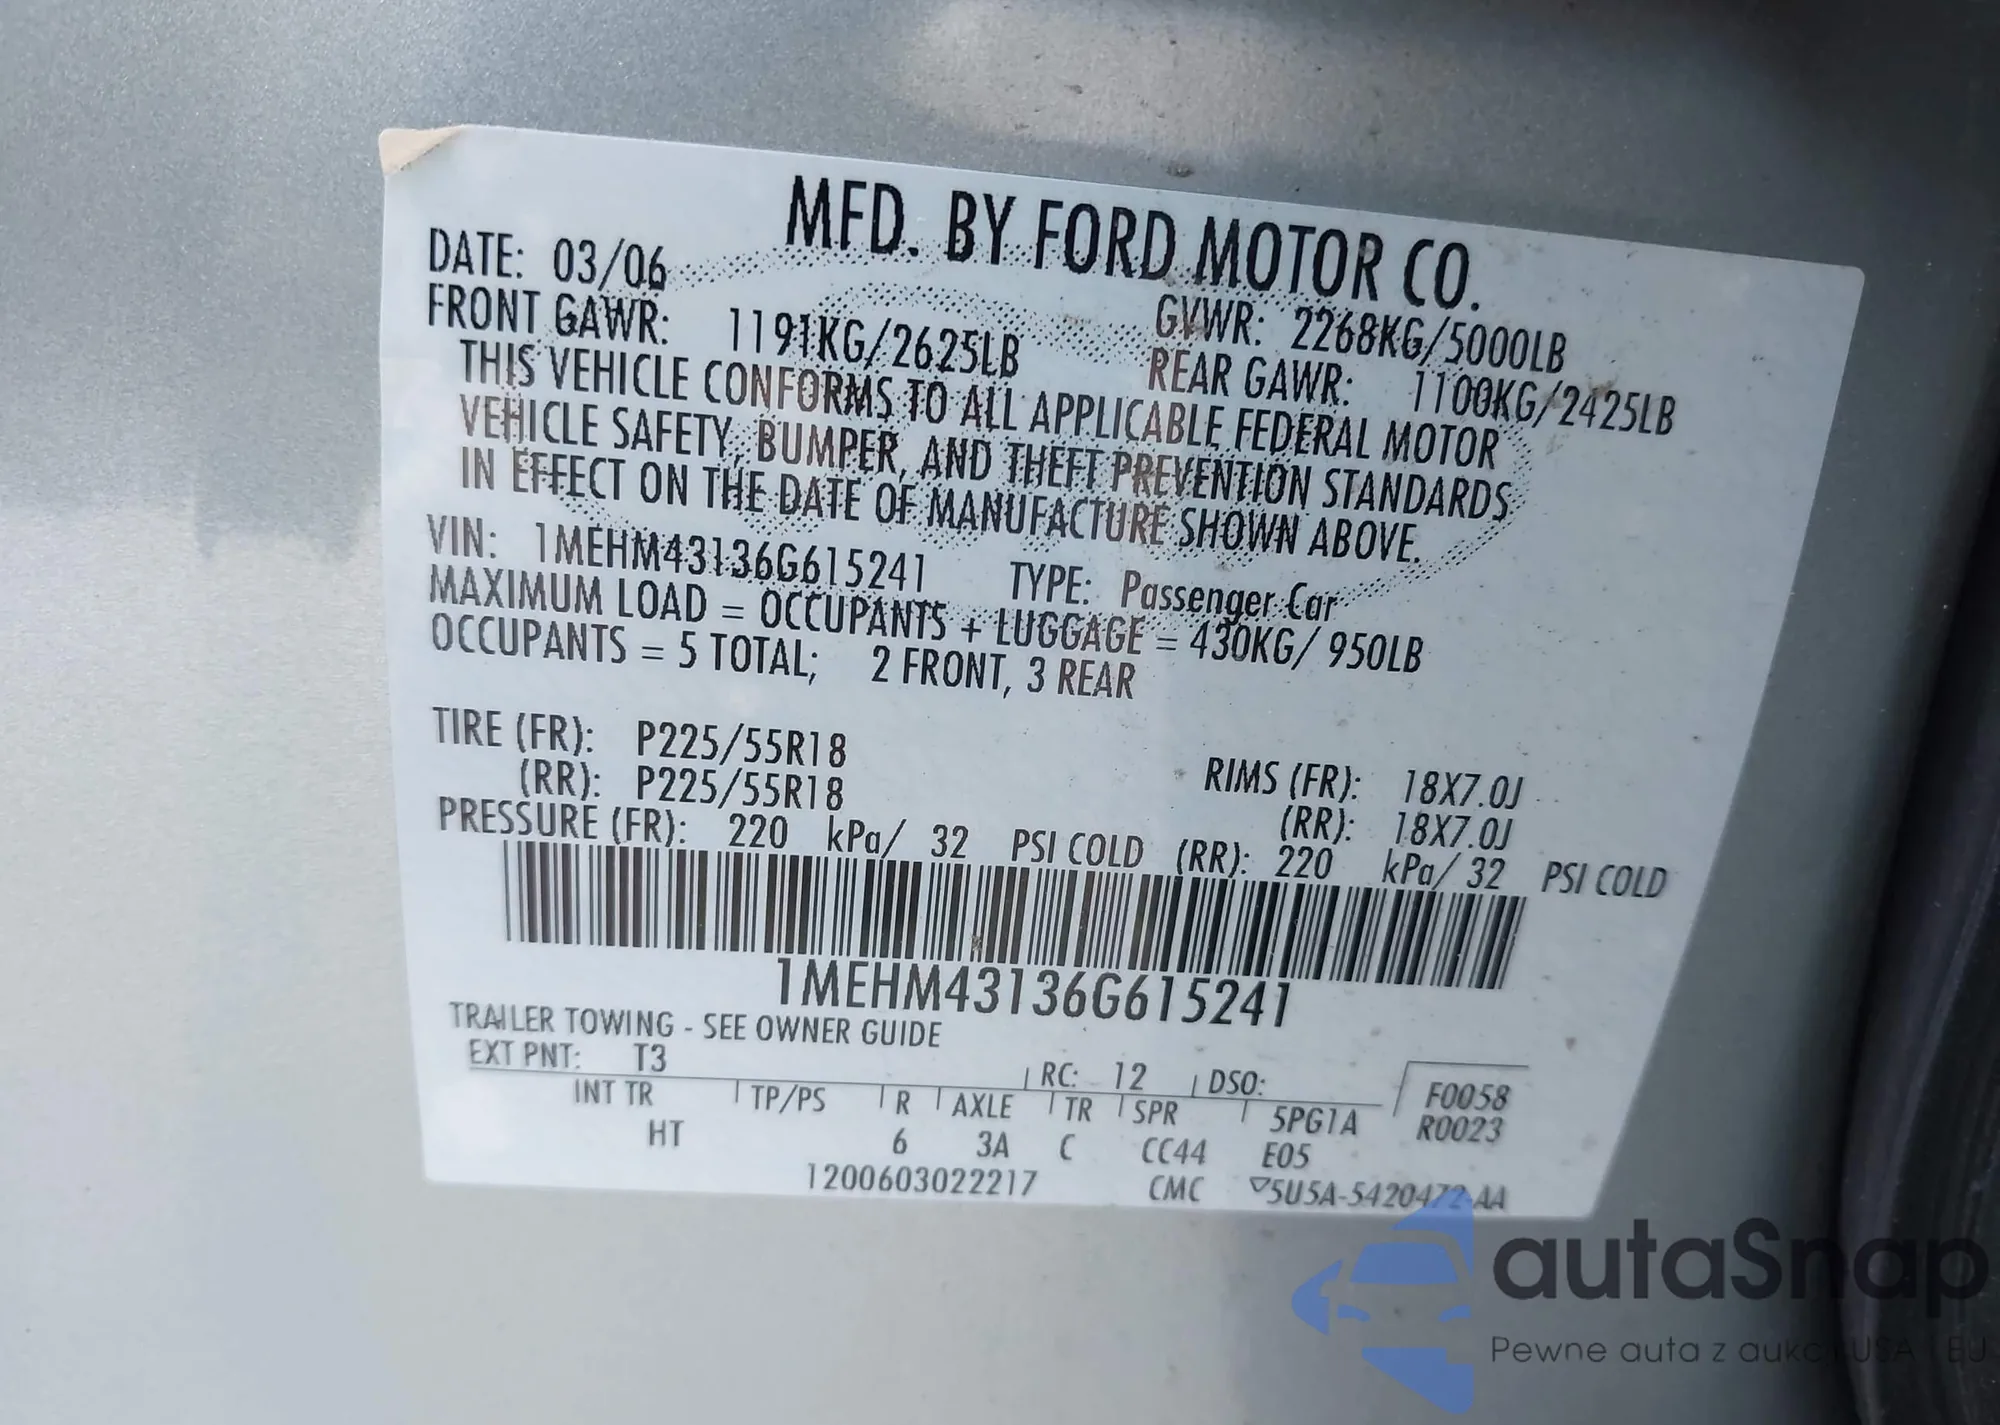 MFD. BY FORD MOTOR CO.
DATE: 03/06 GVWR: 2268KG/5000LB
FRONT GAWR: 1191KG/2625LB REAR GAWR: 1100KG/2425LB
THIS VEHICLE CONFORMS TO ALL APPLICABLE FEDERAL MOTOR
VEHICLE SAFETY, BUMPER, AND THEFT PREVENTION STANDARDS
IN EFFECT ON THE DATE OF MANUFACTURE SHOWN ABOVE.
VIN: 1MEHM43136G615241 TYPE: Passenger Car
MAXIMUM LOAD = OCCUPANTS + LUGGAGE = 430KG/ 950LB
OCCUPANTS = 5 TOTAL; 2 FRONT, 3 REAR
TIRE (FR): P225/55R18 RIMS (FR): 18X7.0J
(RR): P225/55R18 (RR): 18X7.0J
PRESSURE (FR): 220 kPa/ 32 PSI COLD (RR): 220 kPa/ 32 PSI COLD
1MEHM43136G615241
TRAILER TOWING - SEE OWNER GUIDE
EXT PNT: T3 RC: 12 DSO: F0058
INT TR TP/PS R AXLE TR SPR 5PG1A R0023
HT 6 3A C CC44 E05
1200603022217 CMC ▽5U5A-5420472-AA
autaSnap
Pewne auta z aukcji USA i EU